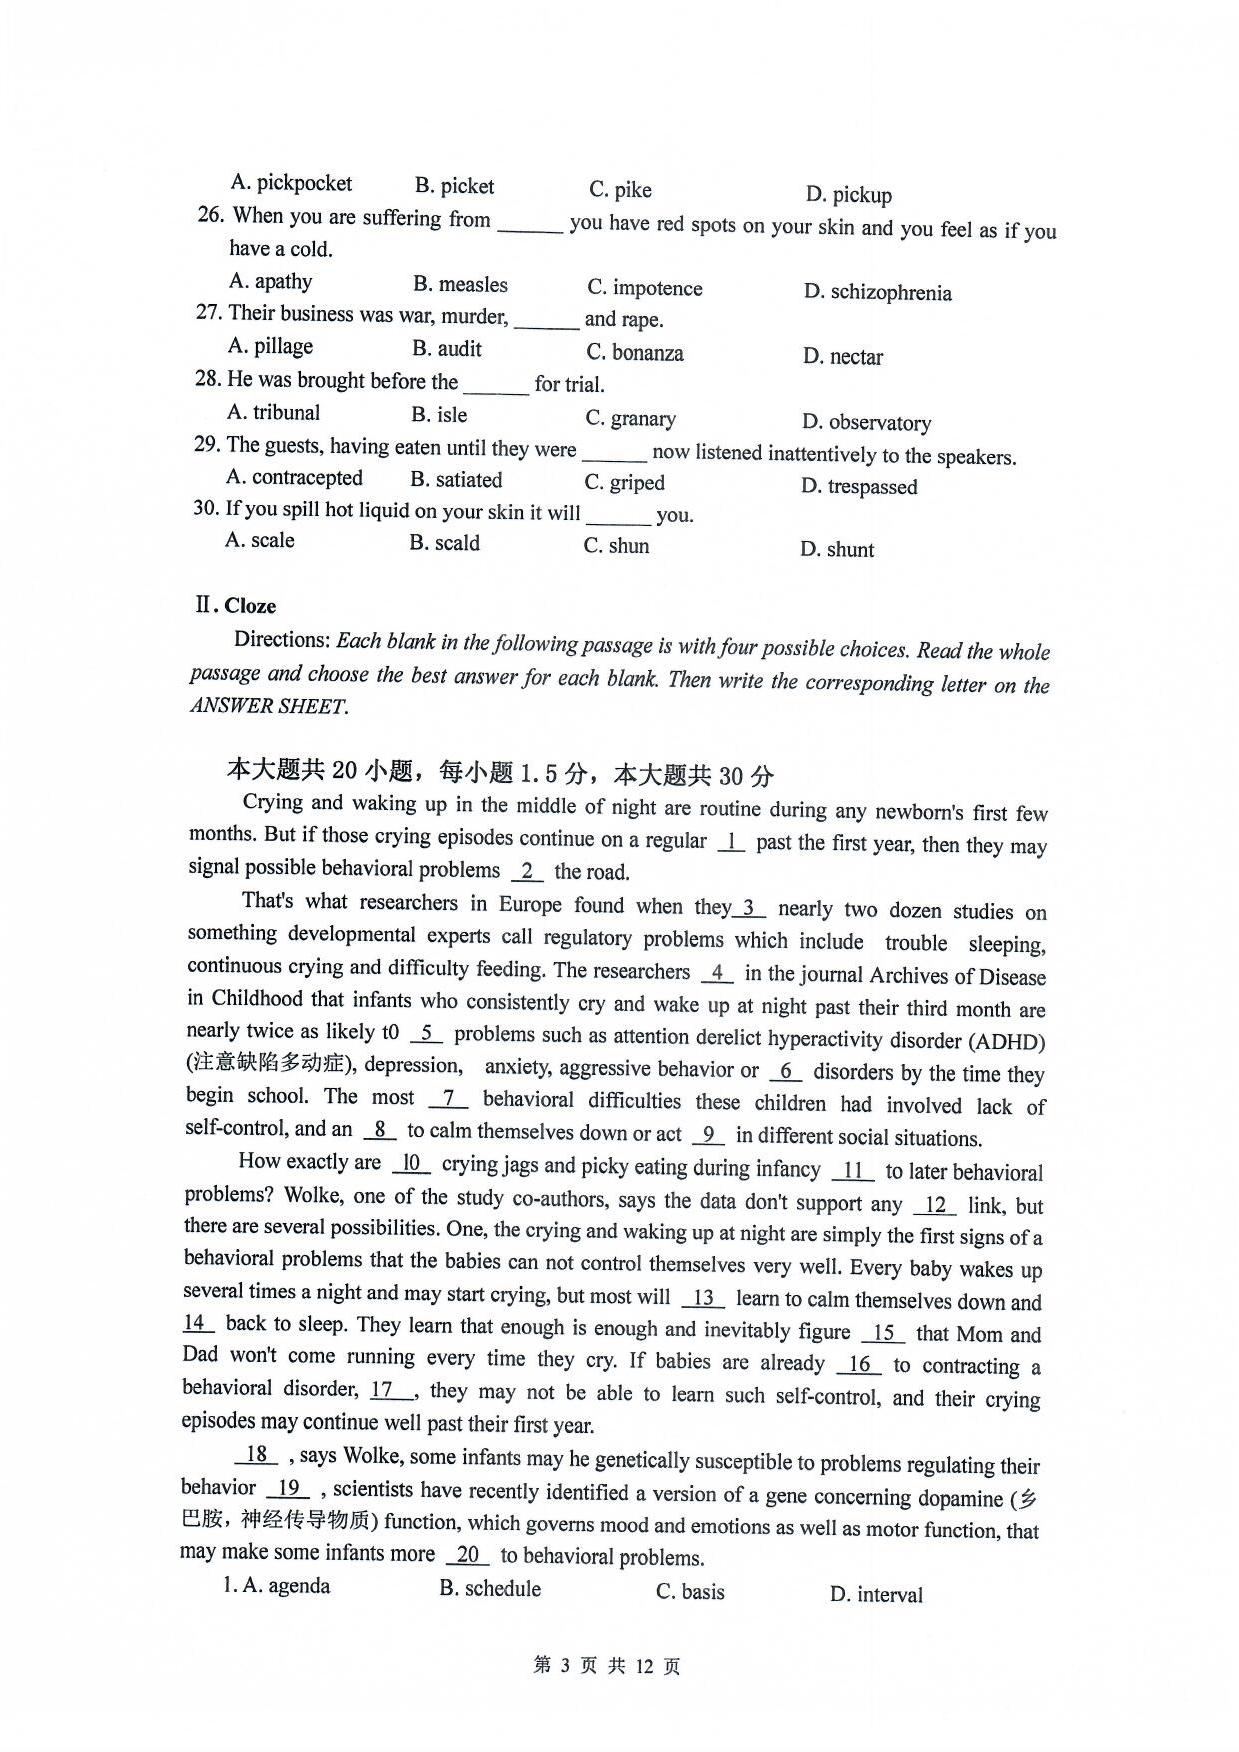 A. pickpocket B. picket C. pike D. pickup
26. When you are suffering from ______ you have red spots on your skin and you feel as if you
have a cold.
A. apathy B. measles C. impotence D. schizophrenia
27. Their business was war, murder, ______ and rape.
A. pillage B. audit C. bonanza D. nectar
28. He was brought before the ______ for trial.
A. tribunal B. isle C. granary D. observatory
29. The guests, having eaten until they were ______ now listened inattentively to the speakers.
A. contracepted B. satiated C. griped D. trespassed
30. If you spill hot liquid on your skin it will ______ you.
A. scale B. scald C. shun D. shunt
Ⅱ. Cloze
Directions: Each blank in the following passage is with four possible choices. Read the whole
passage and choose the best answer for each blank. Then write the corresponding letter on the
ANSWER SHEET.
本大题共 20 小题，每小题 1.5 分，本大题共 30 分
Crying and waking up in the middle of night are routine during any newborn's first few
months. But if those crying episodes continue on a regular 1 past the first year, then they may
signal possible behavioral problems 2 the road.
That's what researchers in Europe found when they 3 nearly two dozen studies on
something developmental experts call regulatory problems which include trouble sleeping,
continuous crying and difficulty feeding. The researchers 4 in the journal Archives of Disease
in Childhood that infants who consistently cry and wake up at night past their third month are
nearly twice as likely t0 5 problems such as attention derelict hyperactivity disorder (ADHD)
(注意缺陷多动症), depression, anxiety, aggressive behavior or 6 disorders by the time they
begin school. The most 7 behavioral difficulties these children had involved lack of
self-control, and an 8 to calm themselves down or act 9 in different social situations.
How exactly are 10 crying jags and picky eating during infancy 11 to later behavioral
problems? Wolke, one of the study co-authors, says the data don't support any 12 link, but
there are several possibilities. One, the crying and waking up at night are simply the first signs of a
behavioral problems that the babies can not control themselves very well. Every baby wakes up
several times a night and may start crying, but most will 13 learn to calm themselves down and
14 back to sleep. They learn that enough is enough and inevitably figure 15 that Mom and
Dad won't come running every time they cry. If babies are already 16 to contracting a
behavioral disorder, 17 , they may not be able to learn such self-control, and their crying
episodes may continue well past their first year.
18 , says Wolke, some infants may he genetically susceptible to problems regulating their
behavior 19 , scientists have recently identified a version of a gene concerning dopamine (多
巴胺，神经传导物质) function, which governs mood and emotions as well as motor function, that
may make some infants more 20 to behavioral problems.
1. A. agenda B. schedule C. basis D. interval
第 3 页 共 12 页